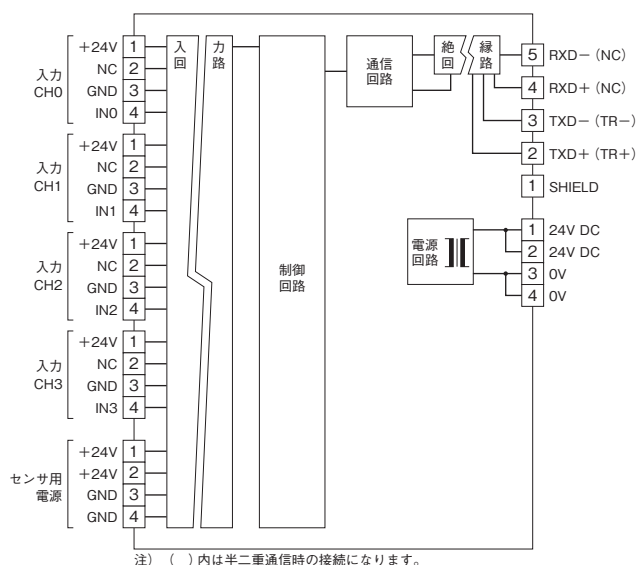 入力
CH0
+24V 1
NC 2
GND 3
IN0 4
入力
CH1
+24V 1
NC 2
GND 3
IN1 4
入力
CH2
+24V 1
NC 2
GND 3
IN2 4
入力
CH3
+24V 1
NC 2
GND 3
IN3 4
センサ用
電源
+24V 1
+24V 2
GND 3
GND 4
入 力
回 路
制御
回路
通信
回路
絶 縁
回 路
5 RXD−(NC)
4 RXD+(NC)
3 TXD−(TR−)
2 TXD+(TR+)
1 SHIELD
電源
回路
1 24V DC
2 24V DC
3 0V
4 0V
注)( )内は半二重通信時の接続になります。